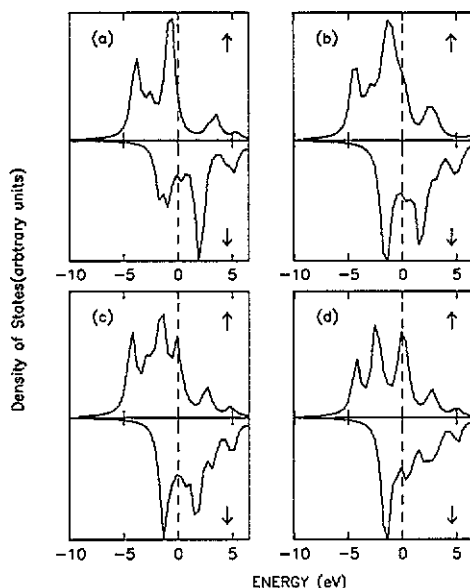 Density of States(arbtrary units)
(a) ↑ (b) ↑
↓ ↓
-10 -5 0 5 -10 -5 0 5
(c) ↑ (d) ↑
↓ ↓
-10 -5 0 5 -10 -5 0 5
ENERGY (eV)